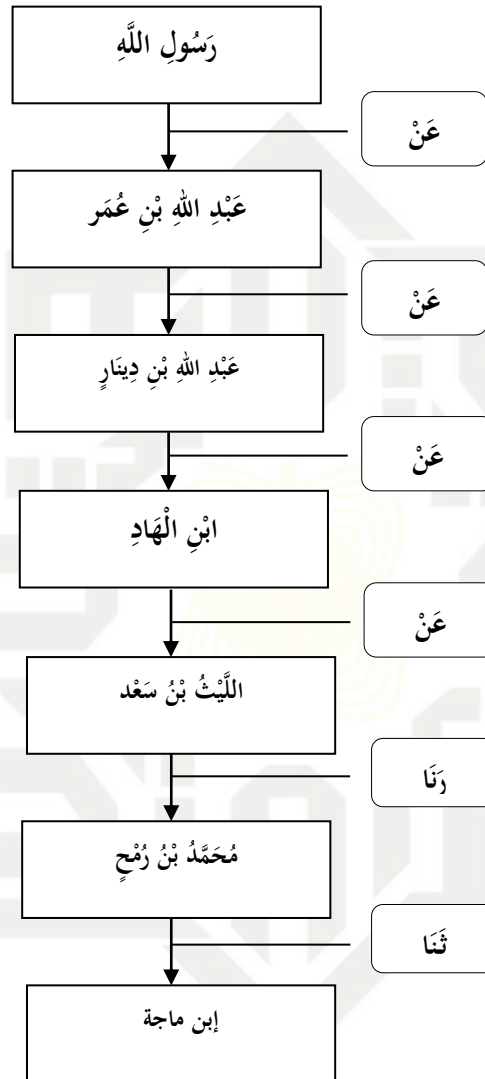 رَسُولِ اللَّهِ
عَنْ
عَبْدِ اللهِ بْنِ عُمَر
عَنْ
عَبْدِ اللهِ بْنِ دِينَارٍ
عَنْ
ابْنِ الْهَادِ
عَنْ
اللَّيْثُ بْنُ سَعْد
رَنَا
مُحَمَّدُ بْنُ رُمْحٍ
ثَنَا
إبن ماجة